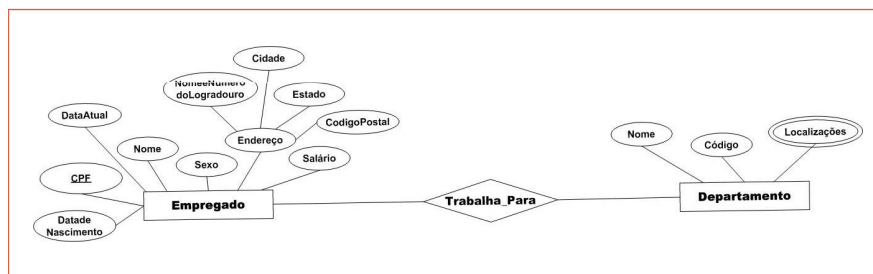 Cidade
NomeeNumero
doLogradouro
Estado
DataAtual
CodigoPostal
Nome
Endereço
Sexo
Salário
CPF
Empregado
Datade
Nascimento
Trabalha_Para
Nome
Código
Localizações
Departamento